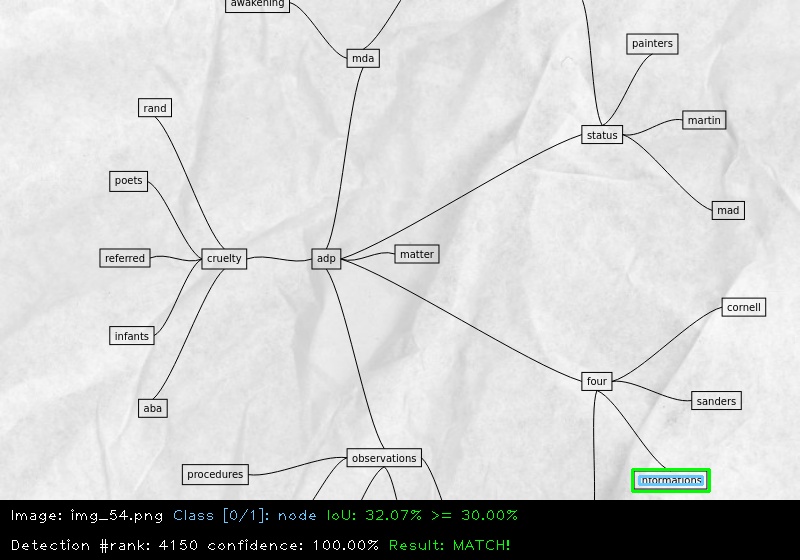 awakening
mda
painters
rand
martin
status
poets
mad
referred
cruelty
adp
matter
cornell
infants
four
sanders
aba
observations
procedures
Image: img_54.png Class [0/1]: node IoU: 32.07% >= 30.00%
Detection #rank: 4150 confidence: 100.00% Result: MATCH!